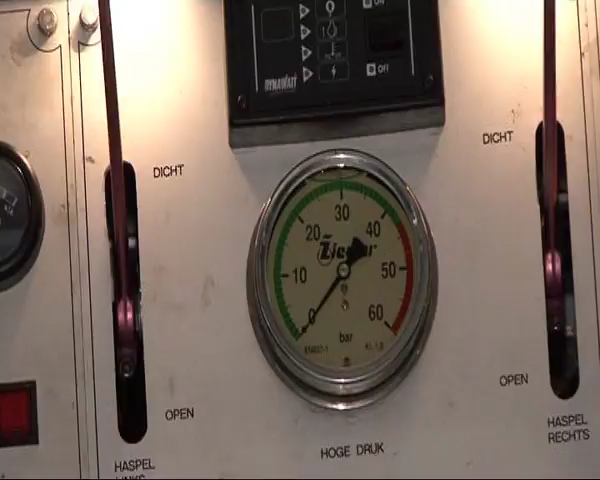 Off
DYNAWATT
DICHT
DICHT
30
20
40
Ziegler
10
50
0
60
bar
OPEN
OPEN
HOGE DRUK
HASPEL
RECHTS
HASPEL
LINKS